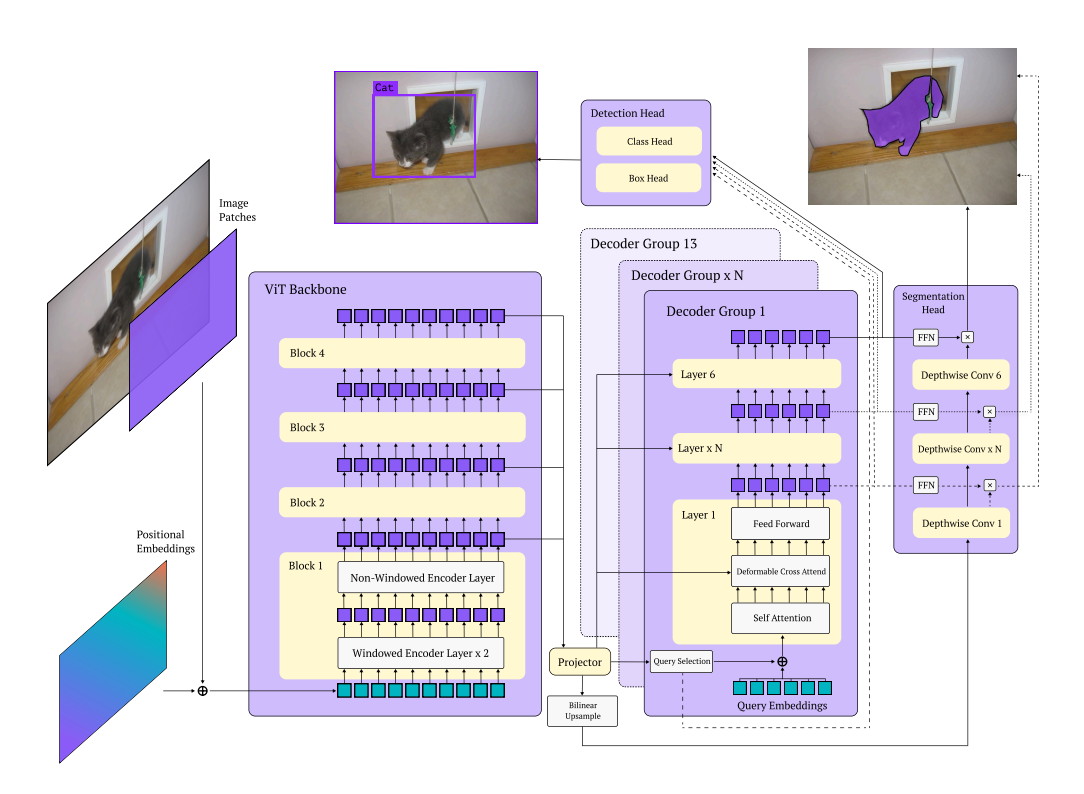 Cat
Detection Head
Class Head
Box Head
Image
Patches
ViT Backbone
Block 4
Block 3
Block 2
Block 1
Non-Windowed Encoder Layer
Windowed Encoder Layer x 2
Positional
Embeddings
Decoder Group 13
Decoder Group x N
Decoder Group 1
Layer 6
Layer x N
Layer 1
Feed Forward
Deformable Cross Attend
Self Attention
Projector
Query Selection
Query Embeddings
Bilinear
Upsample
Segmentation
Head
FFN
×
Depthwise Conv 6
FFN
×
Depthwise Conv x N
FFN
×
Depthwise Conv 1